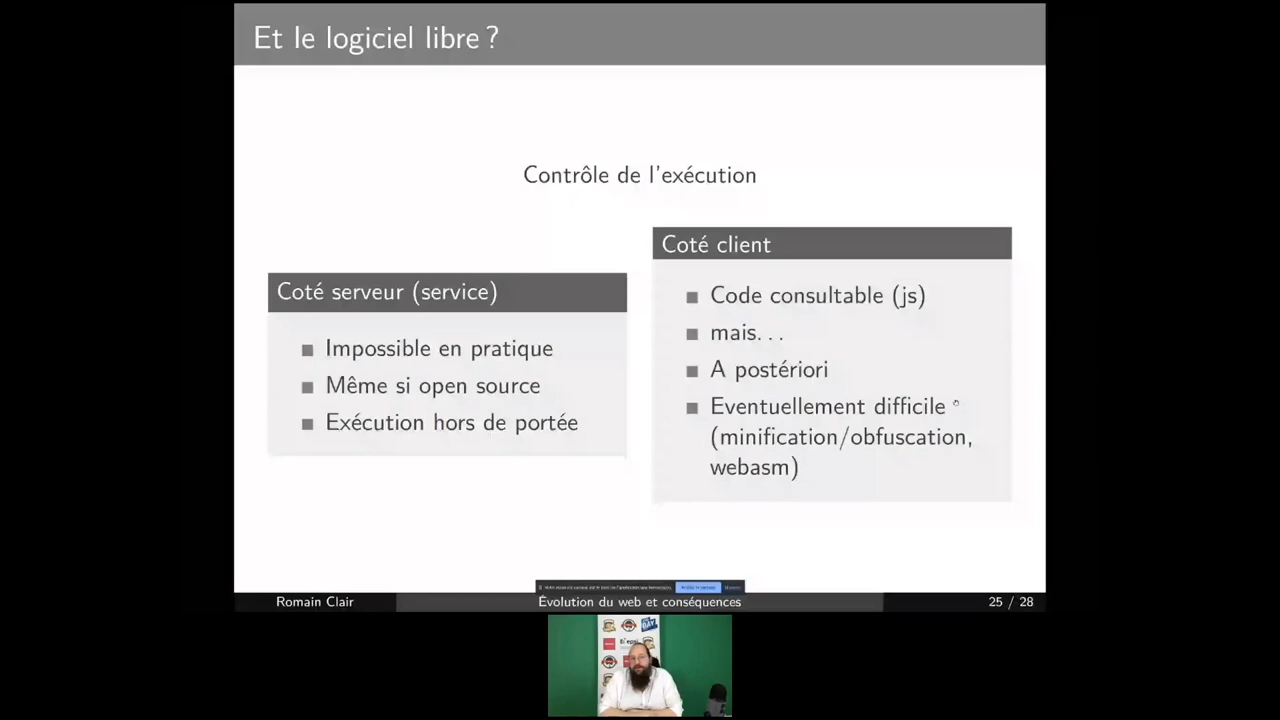 Et le logiciel libre ?
Contrôle de l'exécution
Coté serveur (service)
■ Impossible en pratique
■ Même si open source
■ Exécution hors de portée
Coté client
■ Code consultable (js)
■ mais. . .
■ A postériori
■ Eventuellement difficile
(minification/obfuscation,
webasm)
Romain Clair
Évolution du web et conséquences
25 / 28